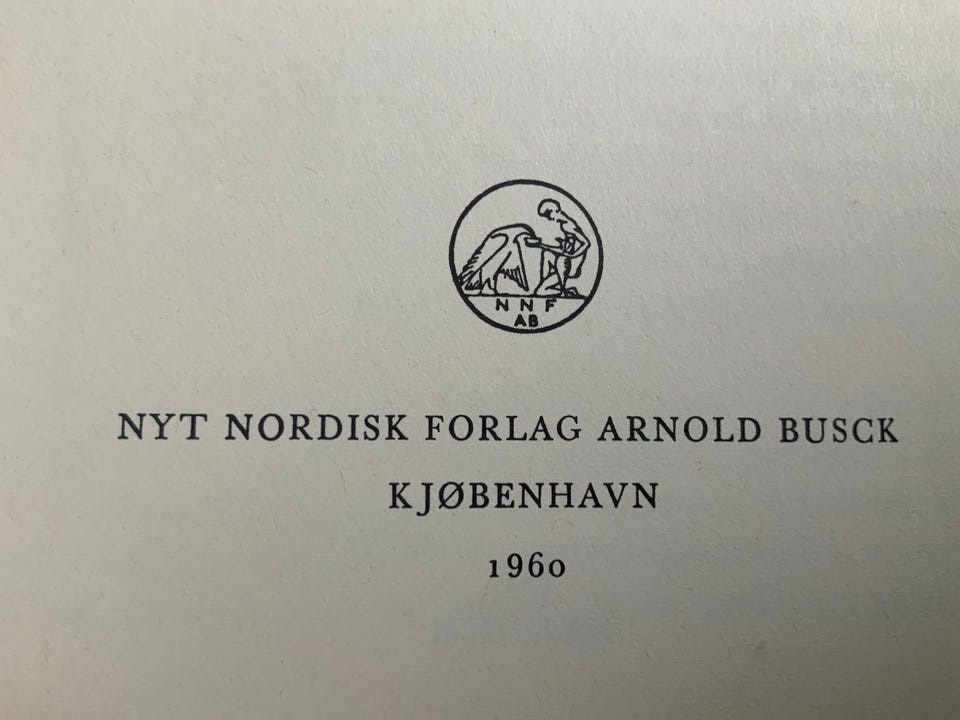 N N F
AB
NYT NORDISK FORLAG ARNOLD BUSCK
KJØBENHAVN
1960